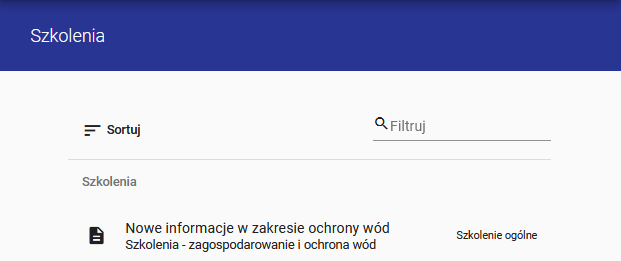 Szkolenia
Sortuj
Filtruj
Szkolenia
Nowe informacje w zakresie ochrony wód
Szkolenia - zagospodarowanie i ochrona wód
Szkolenie ogólne